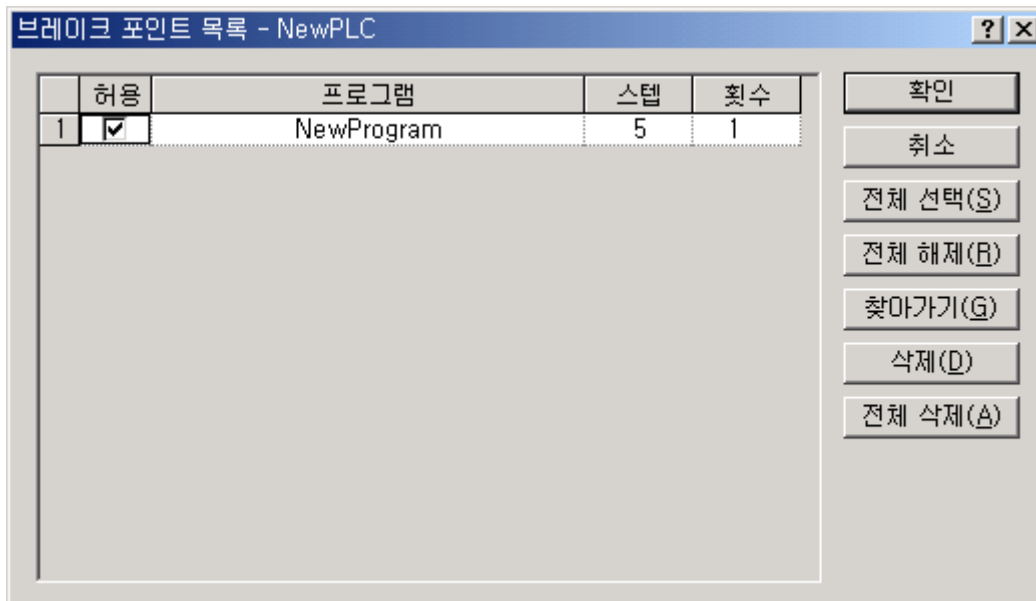 브레이크 포인트 목록 - NewPLC
허용 프로그램 스텝 횟수
1 NewProgram 5 1
확인
취소
전체 선택(S)
전체 해제(R)
찾아가기(G)
삭제(D)
전체 삭제(A)